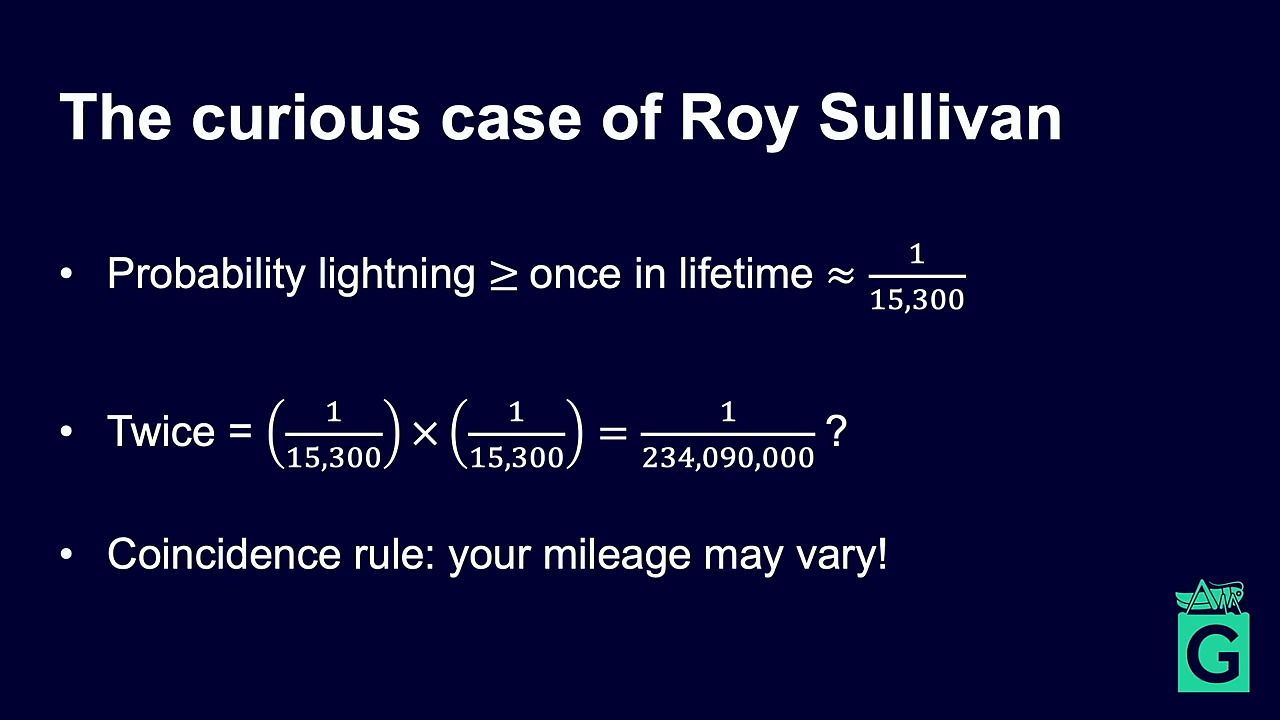 The curious case of Roy Sullivan
• Probability lightning ≥ once in lifetime ≈ 1/15,300
• Twice = (1/15,300) × (1/15,300) = 1/234,090,000 ?
• Coincidence rule: your mileage may vary!
G